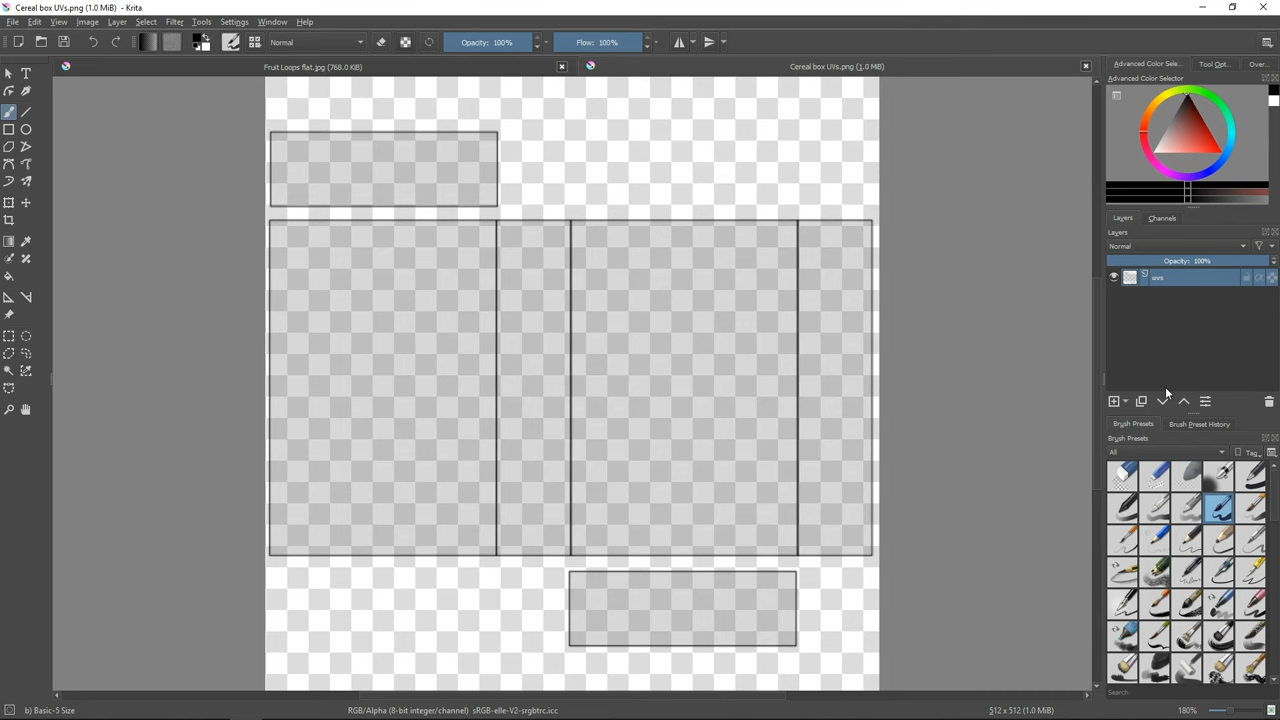 Cereal box UVs.png (1.0 MiB) - Krita
File Edit View Image Layer Select Filter Tools Settings Window Help
Normal Opacity: 100% Flow: 100%
Fruit Loops flat.jpg (768.0 KiB) Cereal box UVs.png (1.0 MiB)
Advanced Color Sele... Tool Opt... Over...
Advanced Color Selector
Layers Channels
Layers
Normal
Opacity: 100%
Brush Presets Brush Preset History
Brush Presets
All Tag
Search
b) Basic-5 Size RGB/Alpha (8-bit integer/channel) sRGB-elle-V2-srgbtrc.icc 512 x 512 (1.0 MiB) 180%